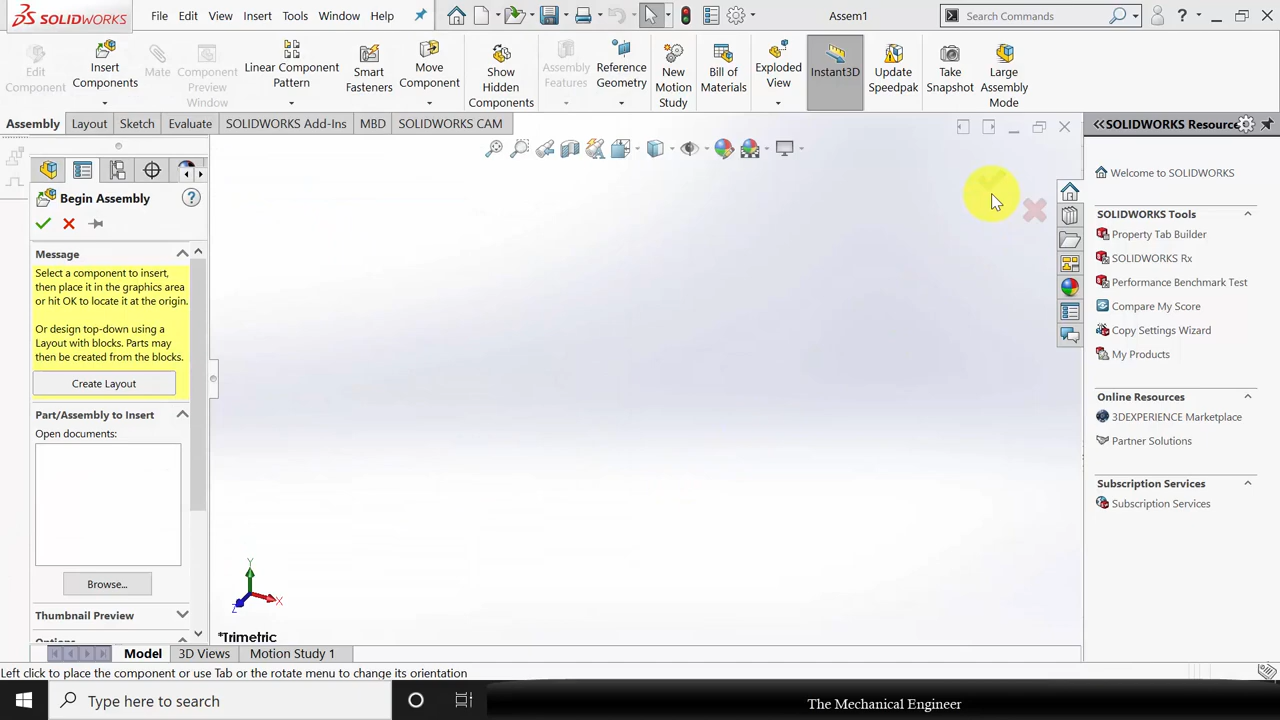 SOLIDWORKS
File Edit View Insert Tools Window Help
Assem1
Search Commands
?
Edit Component
Insert Components
Mate
Component Preview Window
Linear Component Pattern
Smart Fasteners
Move Component
Show Hidden Components
Assembly Features
Reference Geometry
New Motion Study
Bill of Materials
Exploded View
Instant3D
Update Speedpak
Take Snapshot
Large Assembly Mode
Assembly Layout Sketch Evaluate SOLIDWORKS Add-Ins MBD SOLIDWORKS CAM
Begin Assembly
?
Message
Select a component to insert,
then place it in the graphics area
or hit OK to locate it at the origin.
Or design top-down using a
Layout with blocks. Parts may
then be created from the blocks.
Create Layout
Part/Assembly to Insert
Open documents:
Browse...
Thumbnail Preview
Options
Y
X
Z
*Trimetric
SOLIDWORKS Resource
Welcome to SOLIDWORKS
SOLIDWORKS Tools
Property Tab Builder
SOLIDWORKS Rx
Performance Benchmark Test
Compare My Score
Copy Settings Wizard
My Products
Online Resources
3DEXPERIENCE Marketplace
Partner Solutions
Subscription Services
Subscription Services
Model 3D Views Motion Study 1
Left click to place the component or use Tab or the rotate menu to change its orientation
Type here to search
The Mechanical Engineer